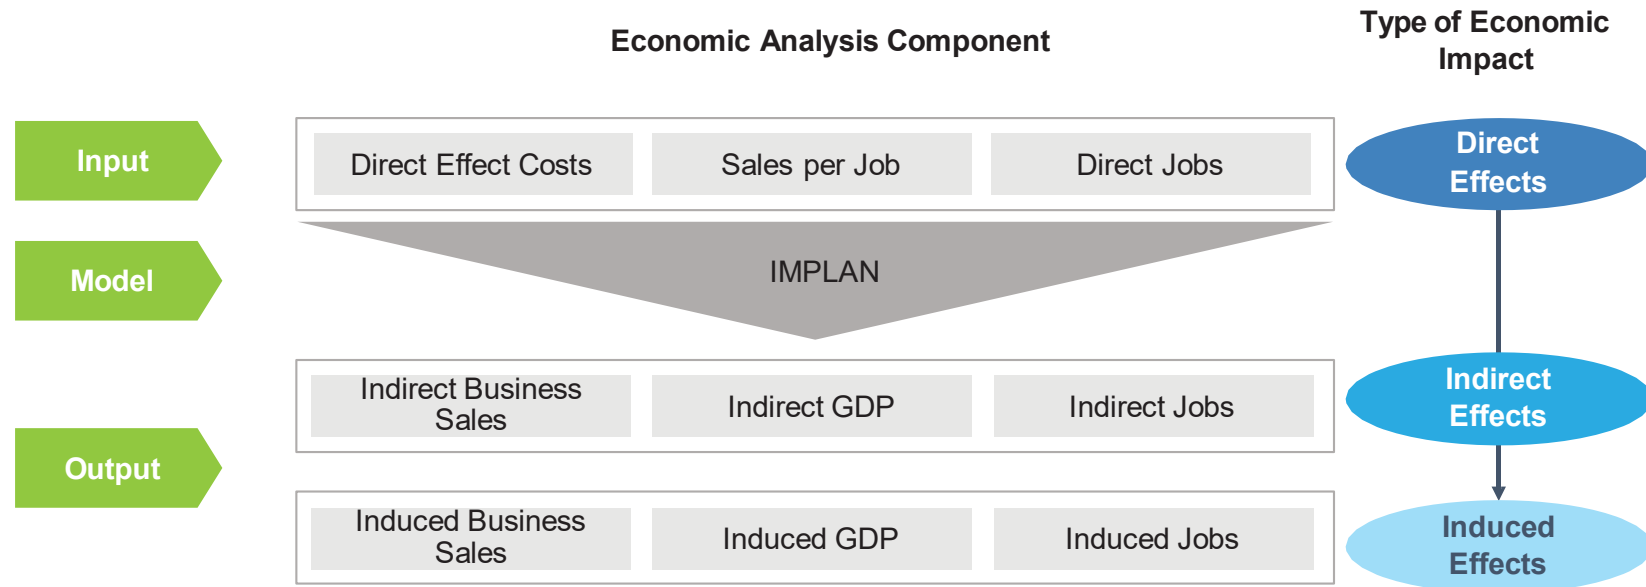 Economic Analysis Component
Type of Economic
Impact
Input
Direct Effect Costs
Sales per Job
Direct Jobs
Direct
Effects
Model
IMPLAN
Output
Indirect Business
Sales
Indirect GDP
Indirect Jobs
Indirect
Effects
Induced Business
Sales
Induced GDP
Induced Jobs
Induced
Effects